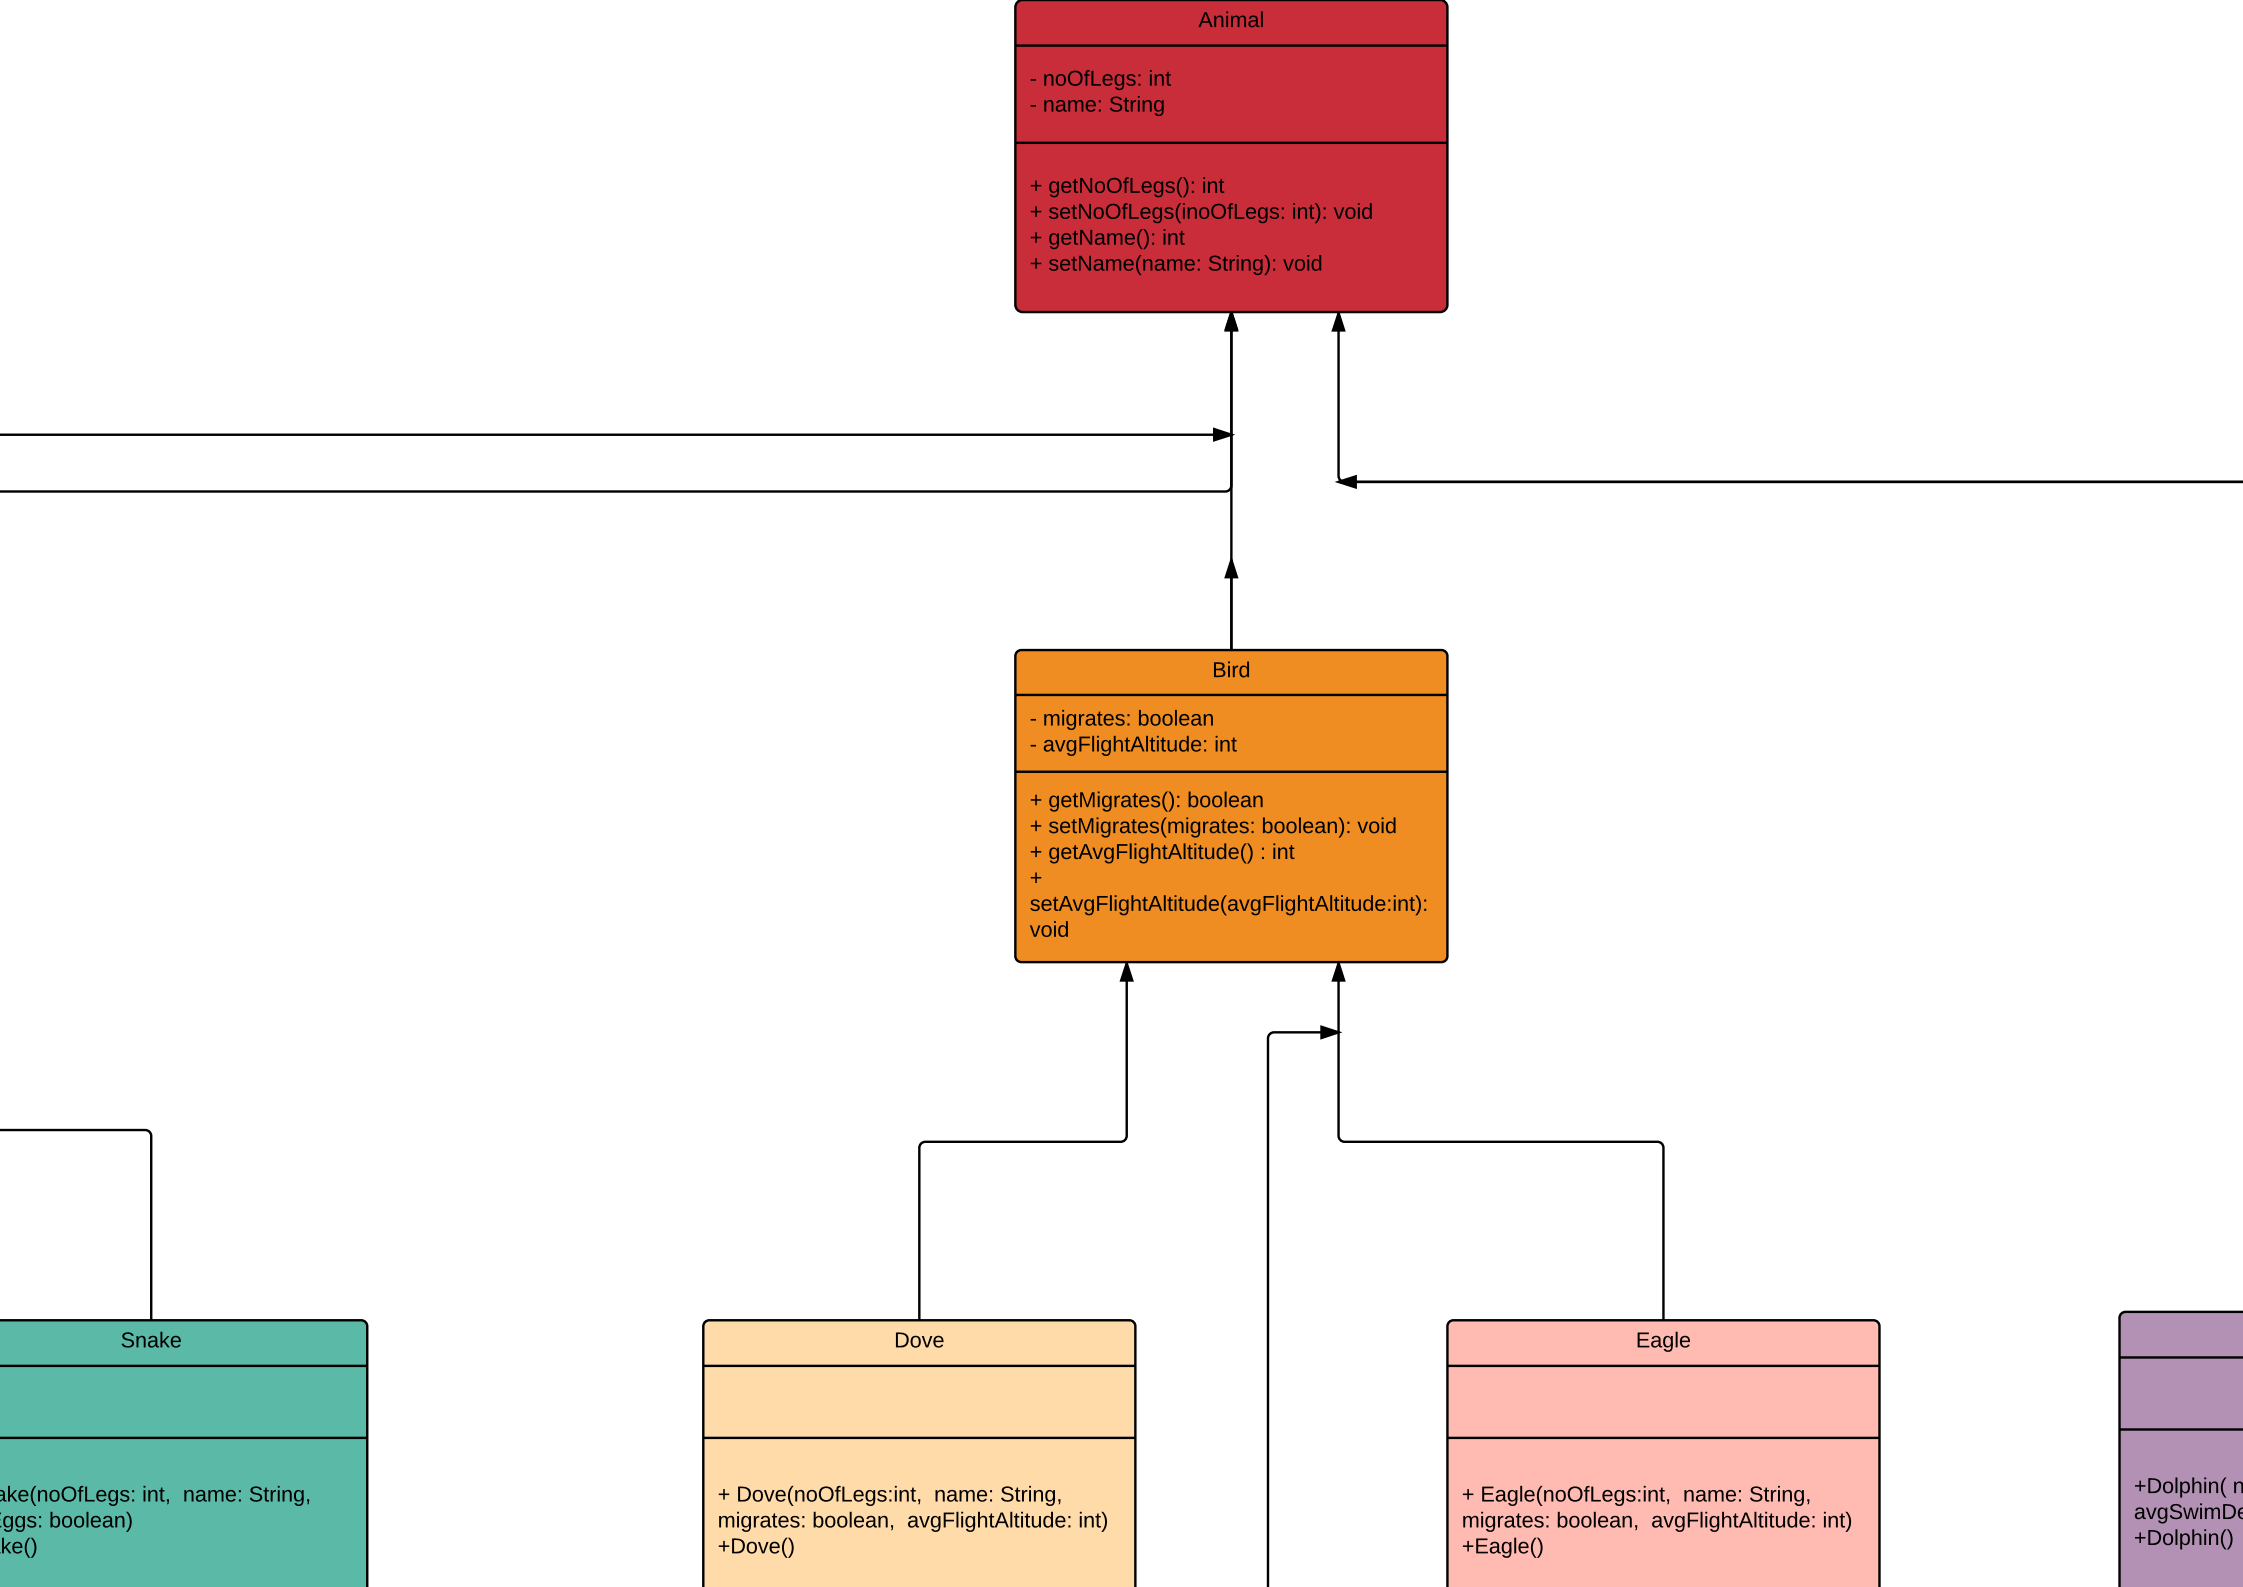 Animal
- noOfLegs: int
- name: String
+ getNoOfLegs(): int
+ setNoOfLegs(inoOfLegs: int): void
+ getName(): int
+ setName(name: String): void
Bird
- migrates: boolean
- avgFlightAltitude: int
+ getMigrates(): boolean
+ setMigrates(migrates: boolean): void
+ getAvgFlightAltitude() : int
+
setAvgFlightAltitude(avgFlightAltitude:int):
void
Snake
(noOfLegs: int,  name: String,
boolean)
Dove
+ Dove(noOfLegs:int,  name: String,
migrates: boolean,  avgFlightAltitude: int)
+Dove()
Eagle
+ Eagle(noOfLegs:int,  name: String,
migrates: boolean,  avgFlightAltitude: int)
+Eagle()
+Dolphin(
+Dolphin()